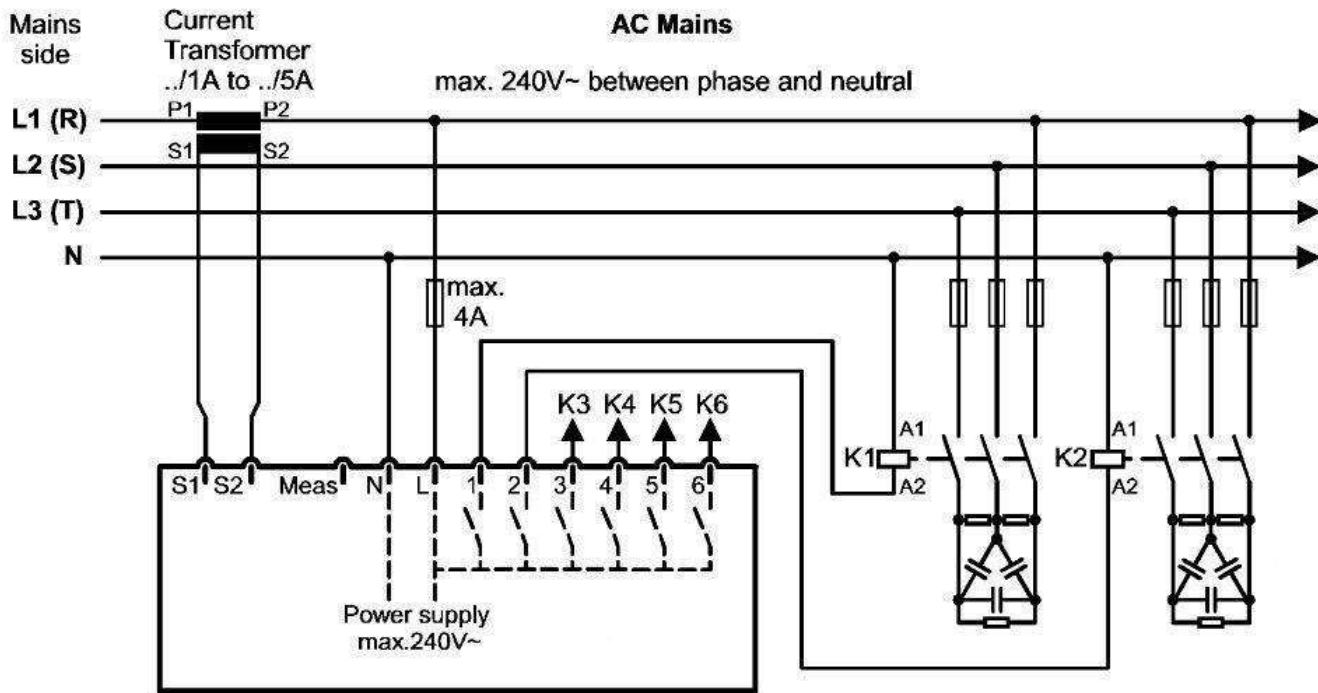 Mains
side
Current
Transformer
../1A to ../5A
AC Mains
max. 240V~ between phase and neutral
P1
P2
L1 (R)
S1
S2
L2 (S)
L3 (T)
N
max.
4A
K3 K4 K5 K6
A1
K1
A2
A1
K2
A2
S1 S2 Meas N L 1 2 3 4 5 6
Power supply
max.240V~